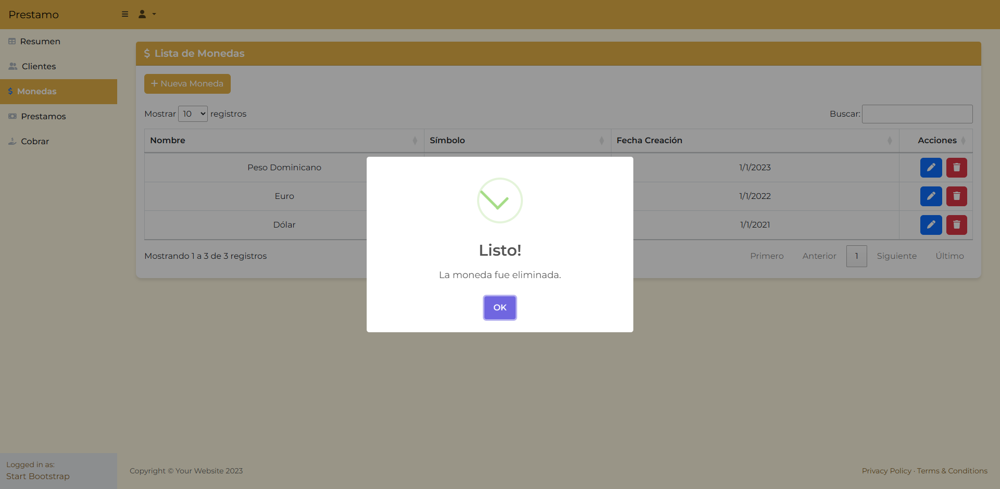 Prestamo
Resumen
Clientes
Monedas
Prestamos
Cobrar
Logged in as:
Start Bootstrap
Lista de Monedas
Nueva Moneda
Mostrar 10 registros
Buscar:
Nombre Símbolo Fecha Creación Acciones
Peso Dominicano 1/1/2023
Euro 1/1/2022
Dólar 1/1/2021
Mostrando 1 a 3 de 3 registros
Primero Anterior 1 Siguiente Último
Listo!
La moneda fue eliminada.
OK
Copyright © Your Website 2023
Privacy Policy · Terms & Conditions